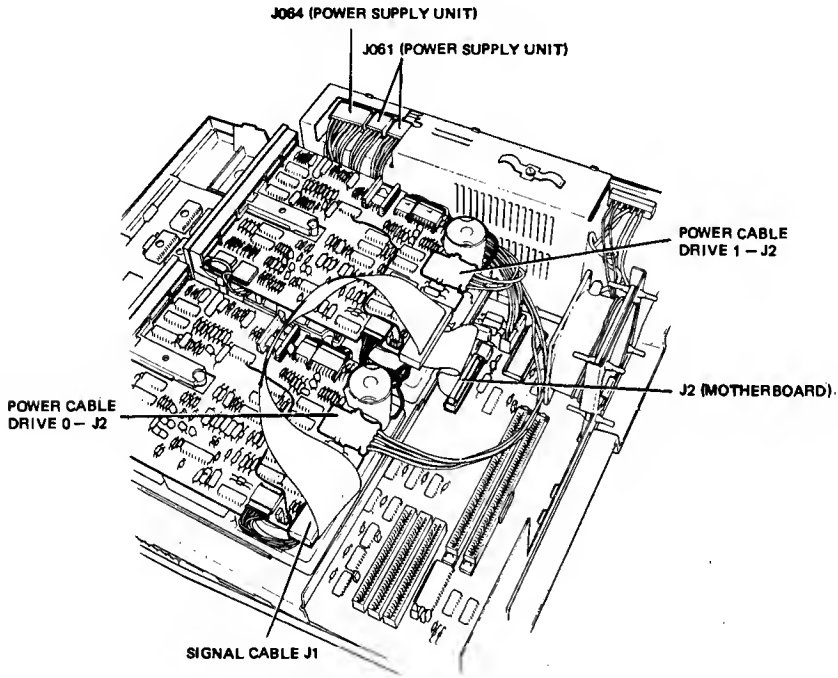 J064 (POWER SUPPLY UNIT)
J061 (POWER SUPPLY UNIT)
POWER CABLE
DRIVE 1 — J2
J2 (MOTHERBOARD).
POWER CABLE
DRIVE 0 — J2
SIGNAL CABLE J1